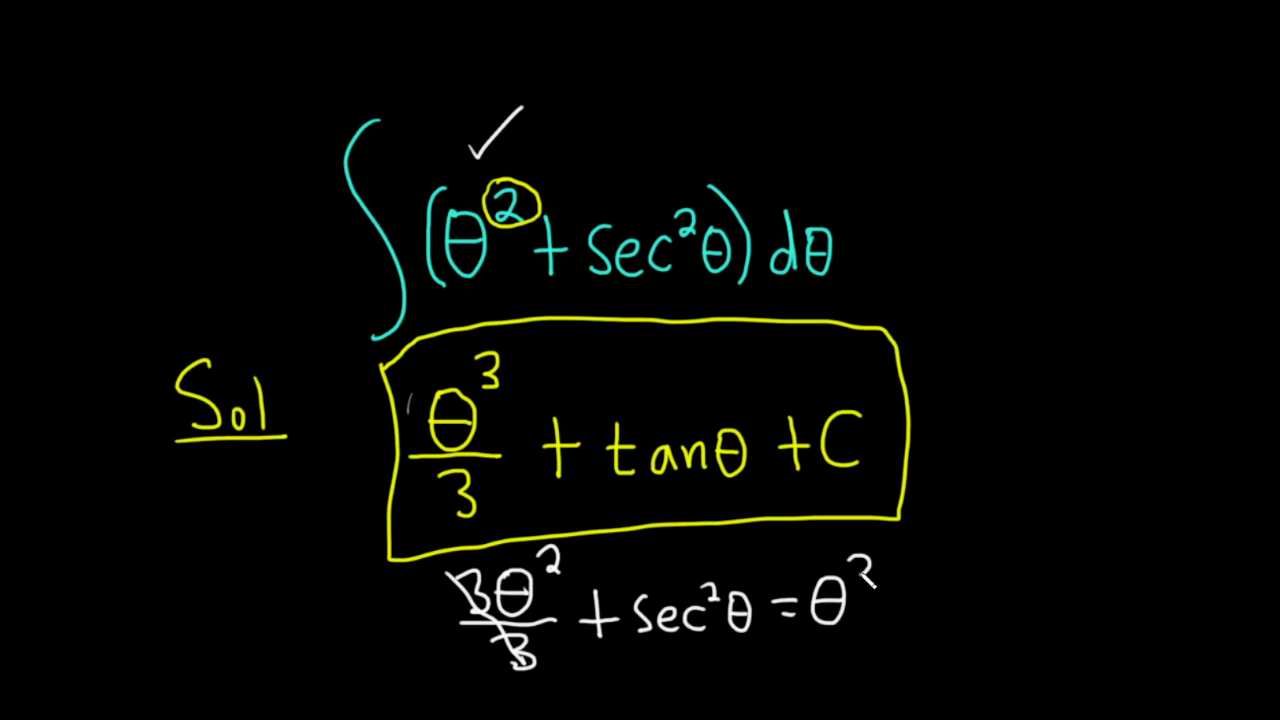 ∫(θ² + sec²θ) dθ
Sol
θ³/3 + tanθ + C
3θ²/3 + sec²θ = θ²